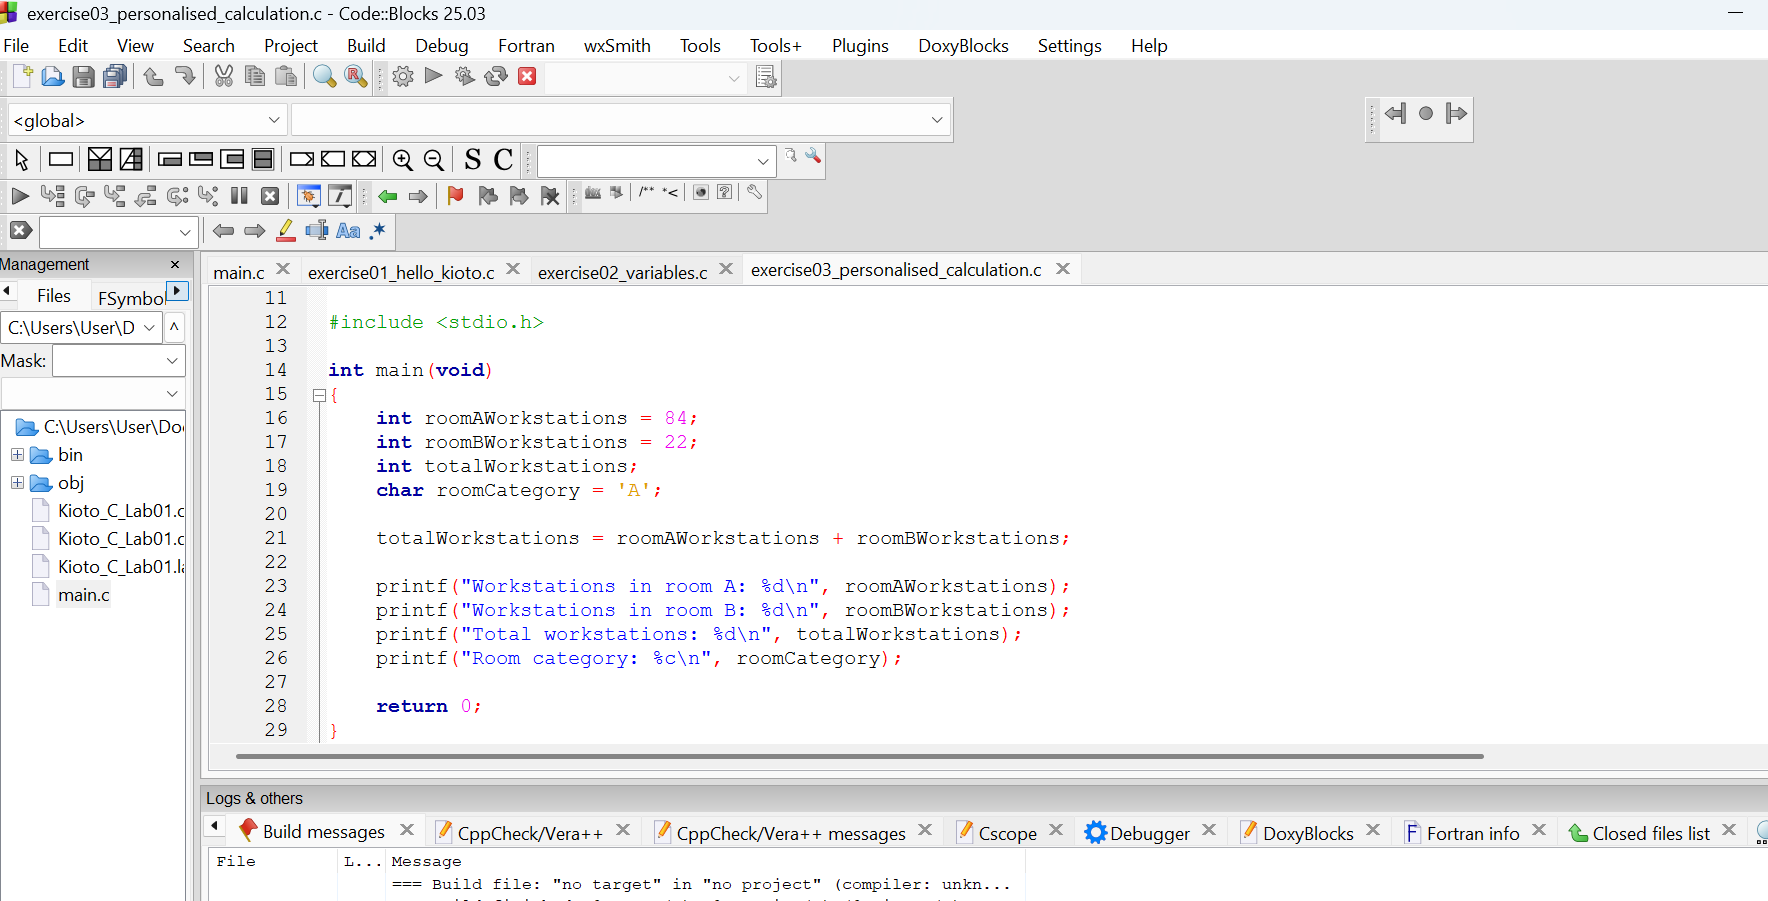 exercise03_personalised_calculation.c - Code::Blocks 25.03
File Edit View Search Project Build Debug Fortran wxSmith Tools Tools+ Plugins DoxyBlocks Settings Help
<global>
S C
/** *<
Aa .*
Management
Files FSymbol
C:\Users\User\D
Mask:
C:\Users\User\Do
bin
obj
Kioto_C_Lab01.c
Kioto_C_Lab01.c
Kioto_C_Lab01.l
main.c
main.c exercise01_hello_kioto.c exercise02_variables.c exercise03_personalised_calculation.c
11
12 #include <stdio.h>
13
14 int main(void)
15 {
16 int roomAWorkstations = 84;
17 int roomBWorkstations = 22;
18 int totalWorkstations;
19 char roomCategory = 'A';
20
21 totalWorkstations = roomAWorkstations + roomBWorkstations;
22
23 printf("Workstations in room A: %d\n", roomAWorkstations);
24 printf("Workstations in room B: %d\n", roomBWorkstations);
25 printf("Total workstations: %d\n", totalWorkstations);
26 printf("Room category: %c\n", roomCategory);
27
28 return 0;
29 }
Logs & others
Build messages CppCheck/Vera++ CppCheck/Vera++ messages Cscope Debugger DoxyBlocks Fortran info Closed files list
File L... Message
=== Build file: "no target" in "no project" (compiler: unkn...